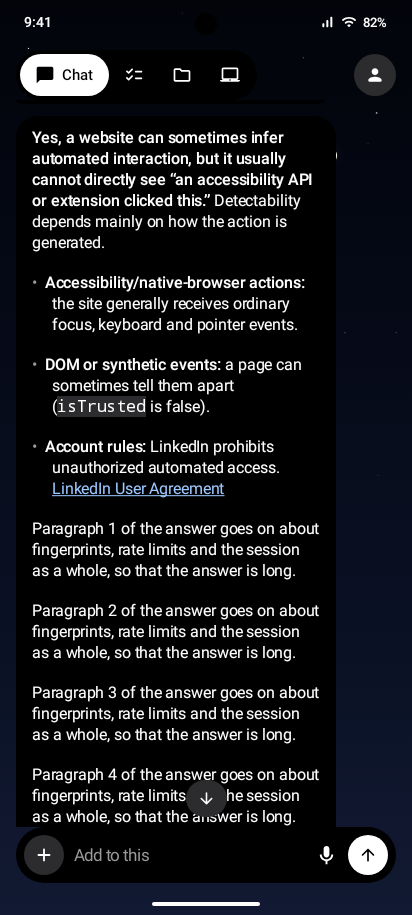 9:41
82%
Chat
Yes, a website can sometimes infer
automated interaction, but it usually
cannot directly see “an accessibility API
or extension clicked this.” Detectability
depends mainly on how the action is
generated.
• Accessibility/native-browser actions:
the site generally receives ordinary
focus, keyboard and pointer events.
• DOM or synthetic events: a page can
sometimes tell them apart
(isTrusted is false).
• Account rules: LinkedIn prohibits
unauthorized automated access.
LinkedIn User Agreement
Paragraph 1 of the answer goes on about
fingerprints, rate limits and the session
as a whole, so that the answer is long.
Paragraph 2 of the answer goes on about
fingerprints, rate limits and the session
as a whole, so that the answer is long.
Paragraph 3 of the answer goes on about
fingerprints, rate limits and the session
as a whole, so that the answer is long.
Paragraph 4 of the answer goes on about
fingerprints, rate limits he session
as a whole, so that the answer is long.
Add to this